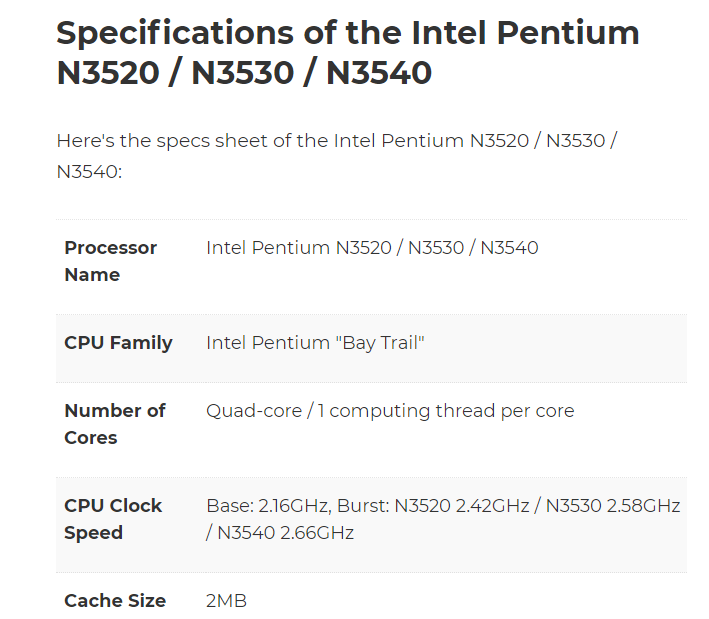 Specifications of the Intel Pentium
N3520 / N3530 / N3540
Here's the specs sheet of the Intel Pentium N3520 / N3530 /
N3540:
Processor Name Intel Pentium N3520 / N3530 / N3540
CPU Family Intel Pentium "Bay Trail"
Number of Cores Quad-core / 1 computing thread per core
CPU Clock Speed Base: 2.16GHz, Burst: N3520 2.42GHz / N3530 2.58GHz
/ N3540 2.66GHz
Cache Size 2MB